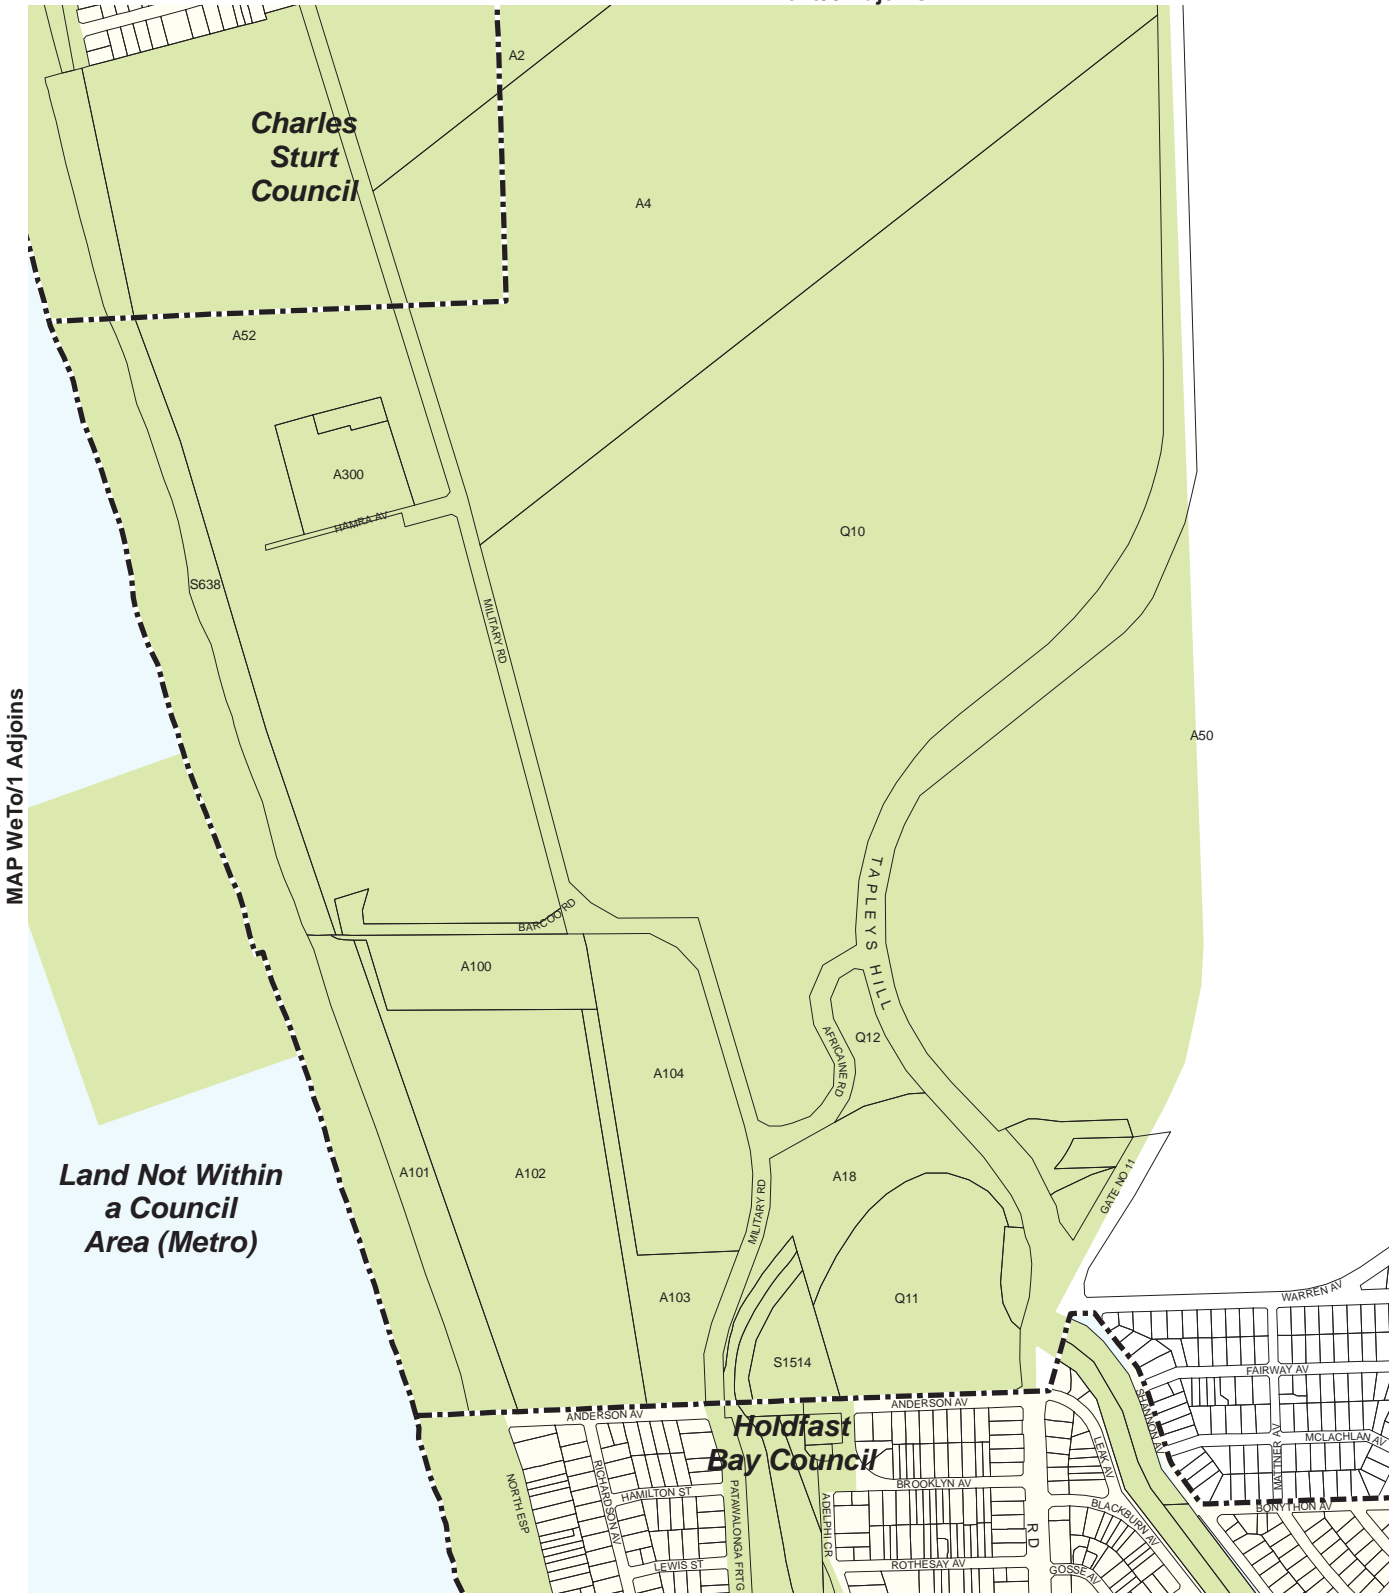 A2
Charles
Sturt
Council
A4
A52
A300
HAMRA AV
Q10
S638
MILITARY RD
MAP WeTo/1 Adjoins
A50
TAPLEYS HILL
BARCOO RD
A100
Q12
AFRICAINE RD
A104
Land Not Within
a Council
Area (Metro)
A101
A102
A18
GATE NO 11
MILITARY RD
A103
Q11
WARREN AV
S1514
FAIRWAY AV
ANDERSON AV
ANDERSON AV
SHANNON AV
Holdfast
Bay Council
MCLACHLAN AV
MATTNER AV
LEAK AV
NORTH ESP
RICHARDSON AV
HAMILTON ST
PATAWALONGA FRTG
ADELPHI CR
BROOKLYN AV
BLACKBURN AV
BONYTHON AV
RD
LEWIS ST
ROTHESAY AV
GOSSE AV